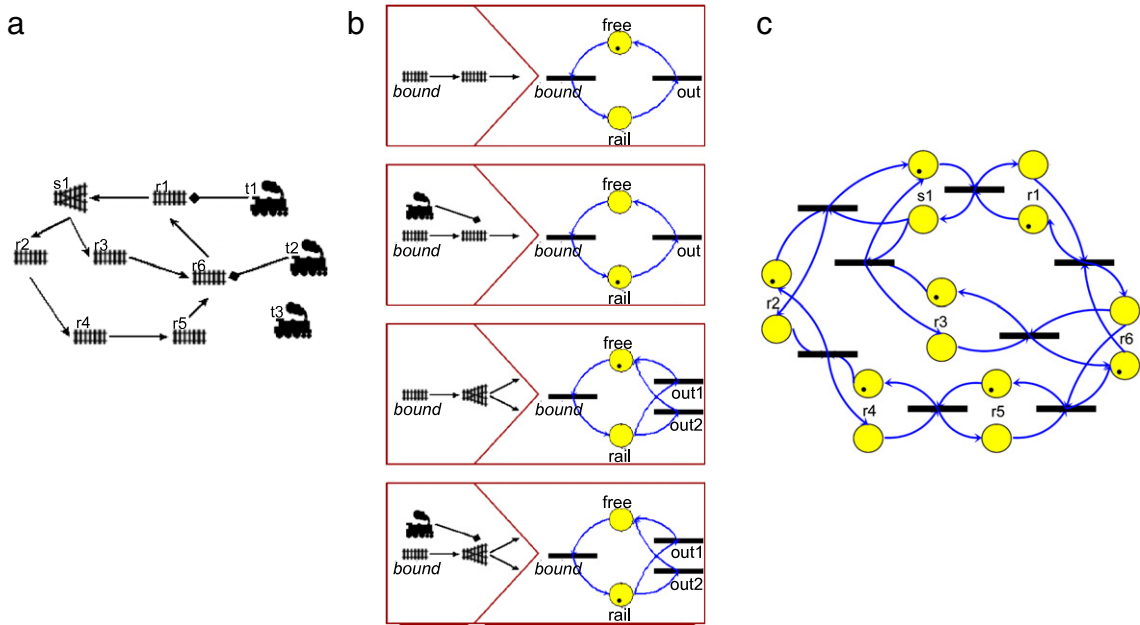 a
s1
r1
t1
r2
r3
r6
t2
t3
r4
r5
b
free
bound
bound
out
rail
free
bound
bound
out
rail
free
bound
bound
out1
out2
rail
free
bound
bound
out1
out2
rail
c
s1
r1
r2
r3
r6
r4
r5